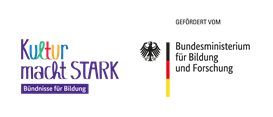 GEFÖRDERT VOM
Kultur
macht STARK
Bündnisse für Bildung
Bundesministerium
für Bildung
und Forschung